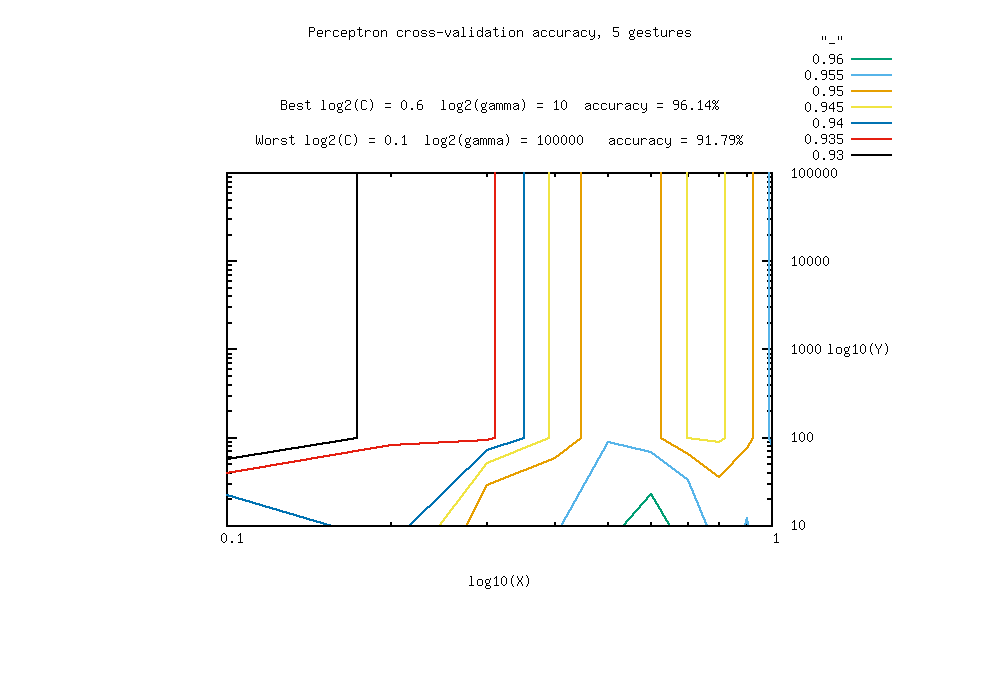 Perceptron cross-validation accuracy, 5 gestures
"_"
0.96
0.955
0.95
0.945
0.94
0.935
0.93
Best log2(C) = 0.6 log2(gamma) = 10 accuracy = 96.14%
Worst log2(C) = 0.1 log2(gamma) = 100000 accuracy = 91.79%
100000
10000
1000 log10(Y)
100
10
0.1 1
log10(X)